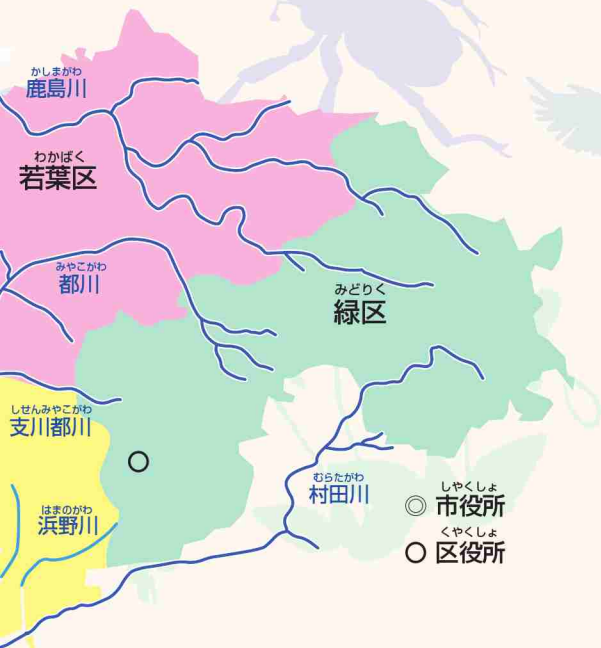 かしまがわ
鹿島川
わかばく
若葉区
みやこがわ
都川
みどりく
緑区
しせんみやこがわ
支川都川
むらたがわ
村田川
はまのがわ
浜野川
しやくしょ
◎ 市役所
くやくしょ
○ 区役所